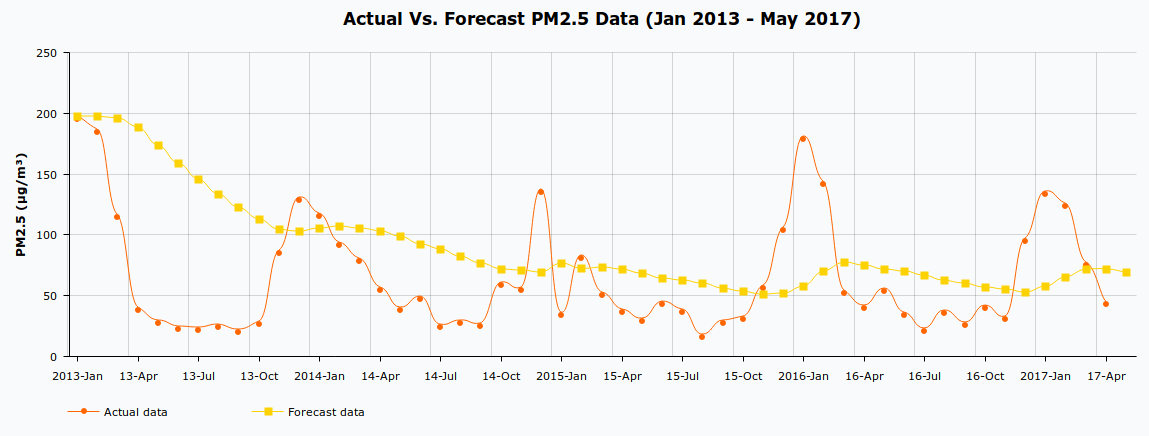 Actual Vs. Forecast PM2.5 Data (Jan 2013 - May 2017)
PM2.5 (µg/m³)
250
200
150
100
50
0
2013-Jan 13-Apr 13-Jul 13-Oct 2014-Jan 14-Apr 14-Jul 14-Oct 2015-Jan 15-Apr 15-Jul 15-Oct 2016-Jan 16-Apr 16-Jul 16-Oct 2017-Jan 17-Apr
Actual data Forecast data